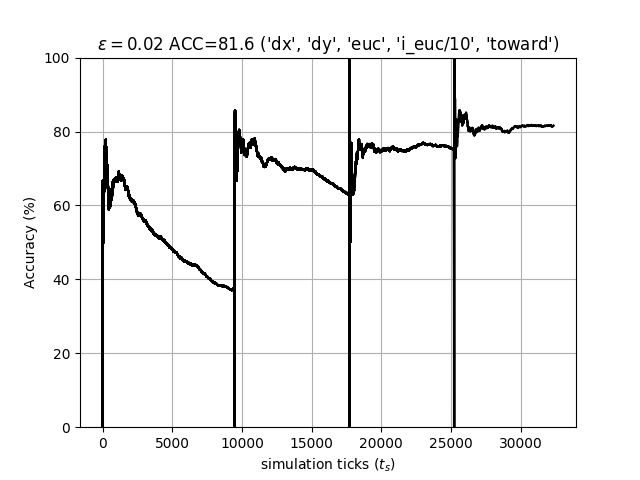 ε = 0.02 ACC=81.6 ('dx', 'dy', 'euc', 'i_euc/10', 'toward')
100
80
60
40
20
0
Accuracy (%)
0 5000 10000 15000 20000 25000 30000
simulation ticks (tₛ)